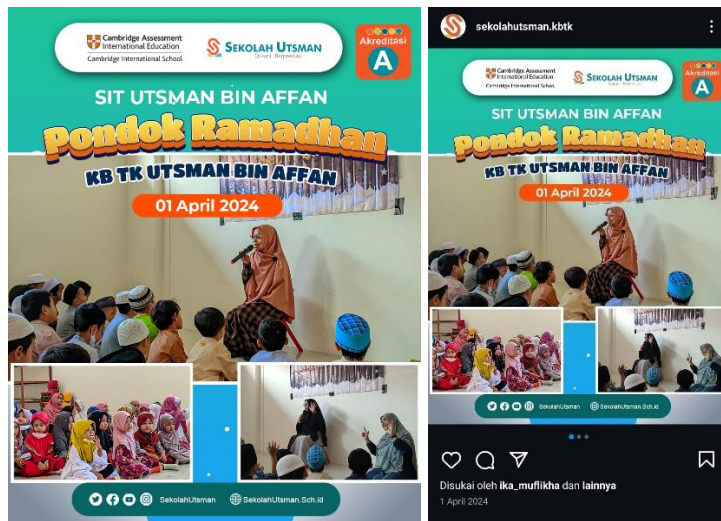 Cambridge Assessment
International Education
Cambridge International School
SEKOLAH UTSMAN
Qurani Berprestasi
Akreditasi
A
SIT UTSMAN BIN AFFAN
Pondok Ramadhan
KB TK UTSMAN BIN AFFAN
01 April 2024
SekolahUtsman
SekolahUtsman.Sch.id
sekolahutsman.kbtk
Cambridge Assessment
International Education
Cambridge International School
SEKOLAH UTSMAN
Akreditasi
A
SIT UTSMAN BIN AFFAN
Pondok Ramadhan
KB TK UTSMAN BIN AFFAN
01 April 2024
SekolahUtsman
SekolahUtsman.Sch.id
Disukai oleh ika_muflikha dan lainnya
1 April 2024